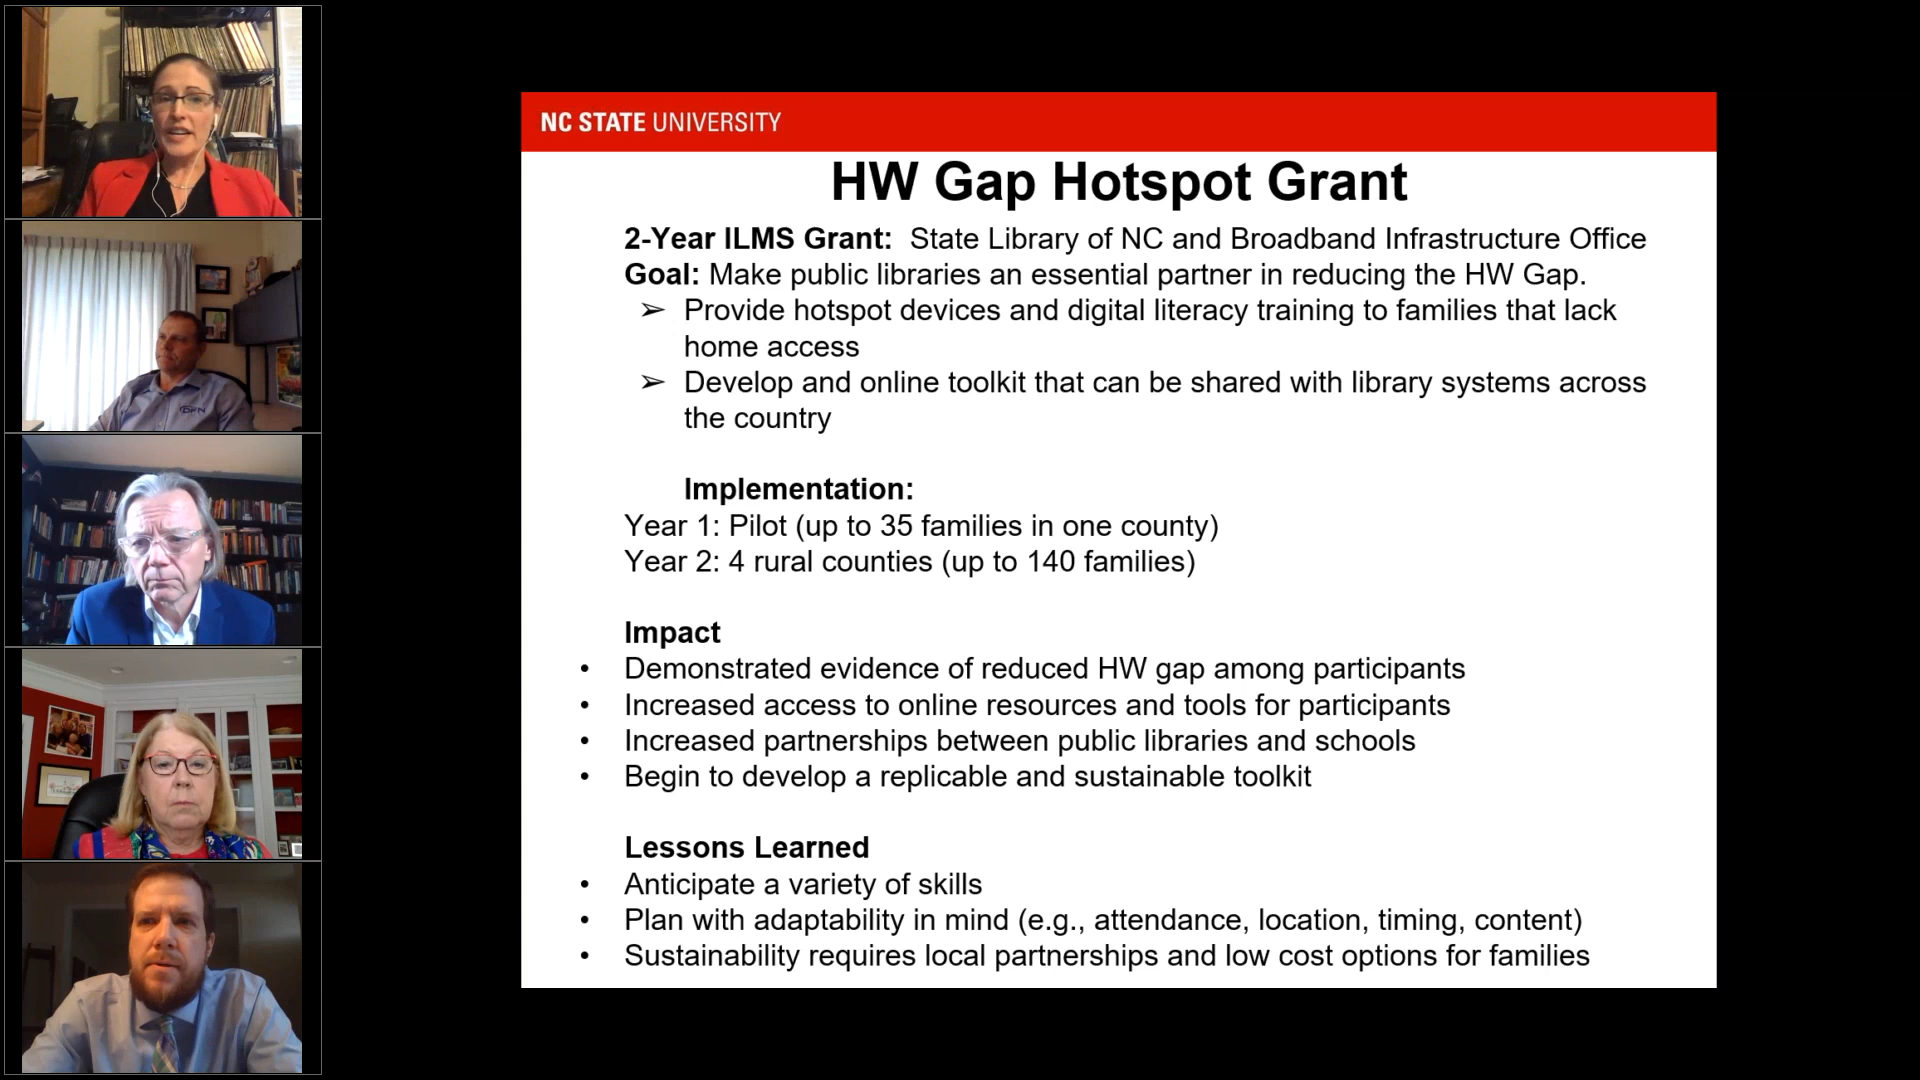 NC STATE UNIVERSITY
HW Gap Hotspot Grant
2-Year ILMS Grant: State Library of NC and Broadband Infrastructure Office
Goal: Make public libraries an essential partner in reducing the HW Gap.
➢ Provide hotspot devices and digital literacy training to families that lack
home access
➢ Develop and online toolkit that can be shared with library systems across
the country
Implementation:
Year 1: Pilot (up to 35 families in one county)
Year 2: 4 rural counties (up to 140 families)
Impact
• Demonstrated evidence of reduced HW gap among participants
• Increased access to online resources and tools for participants
• Increased partnerships between public libraries and schools
• Begin to develop a replicable and sustainable toolkit
Lessons Learned
• Anticipate a variety of skills
• Plan with adaptability in mind (e.g., attendance, location, timing, content)
• Sustainability requires local partnerships and low cost options for families